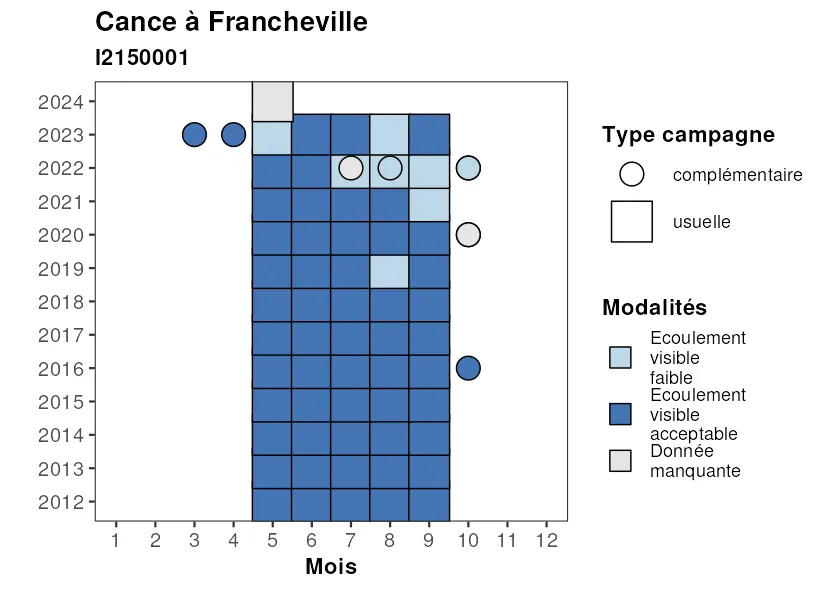 Cance à Francheville
I2150001
2024
2023
2022
2021
2020
2019
2018
2017
2016
2015
2014
2013
2012
1 2 3 4 5 6 7 8 9 10 11 12
Mois
Type campagne
complémentaire
usuelle
Modalités
Ecoulement
visible
faible
Ecoulement
visible
acceptable
Donnée
manquante